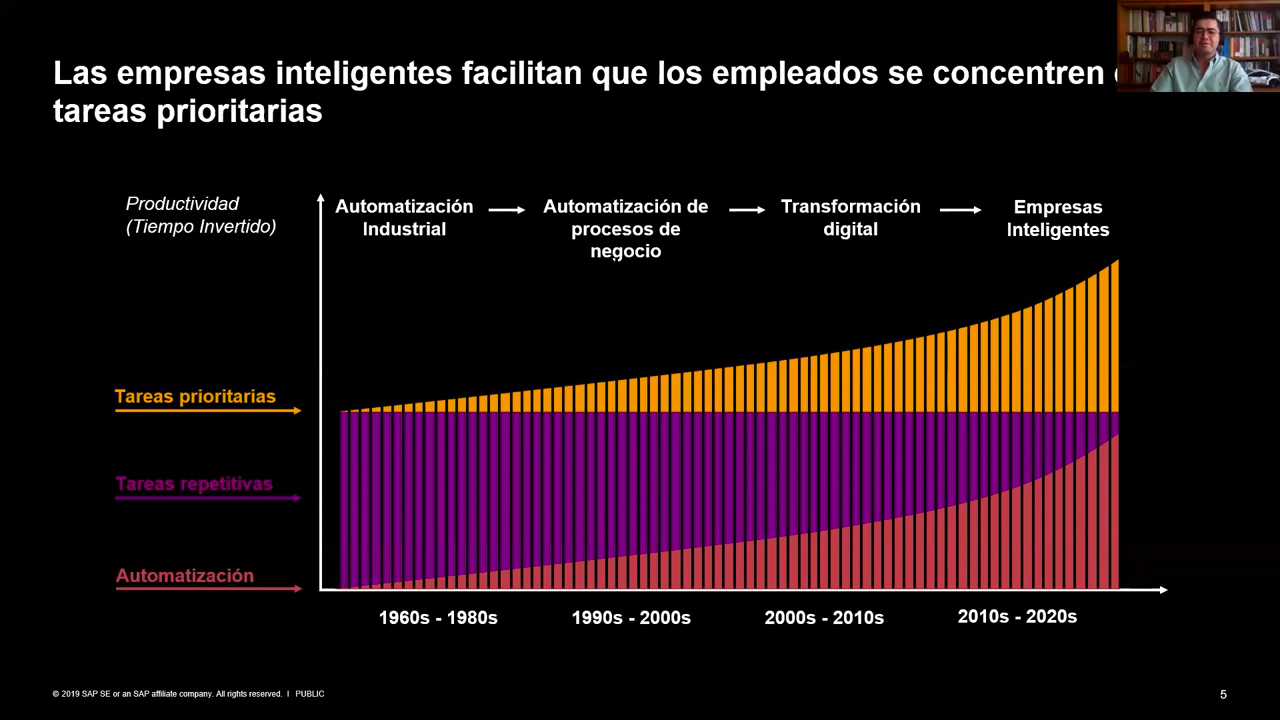 Las empresas inteligentes facilitan que los empleados se concentren
tareas prioritarias
Productividad
(Tiempo Invertido)
Automatización
Industrial
Automatización de
procesos de
negocio
Transformación
digital
Empresas
Inteligentes
Tareas prioritarias
Tareas repetitivas
Automatización
1960s - 1980s
1990s - 2000s
2000s - 2010s
2010s - 2020s
© 2019 SAP SE or an SAP affiliate company. All rights reserved. I PUBLIC
5